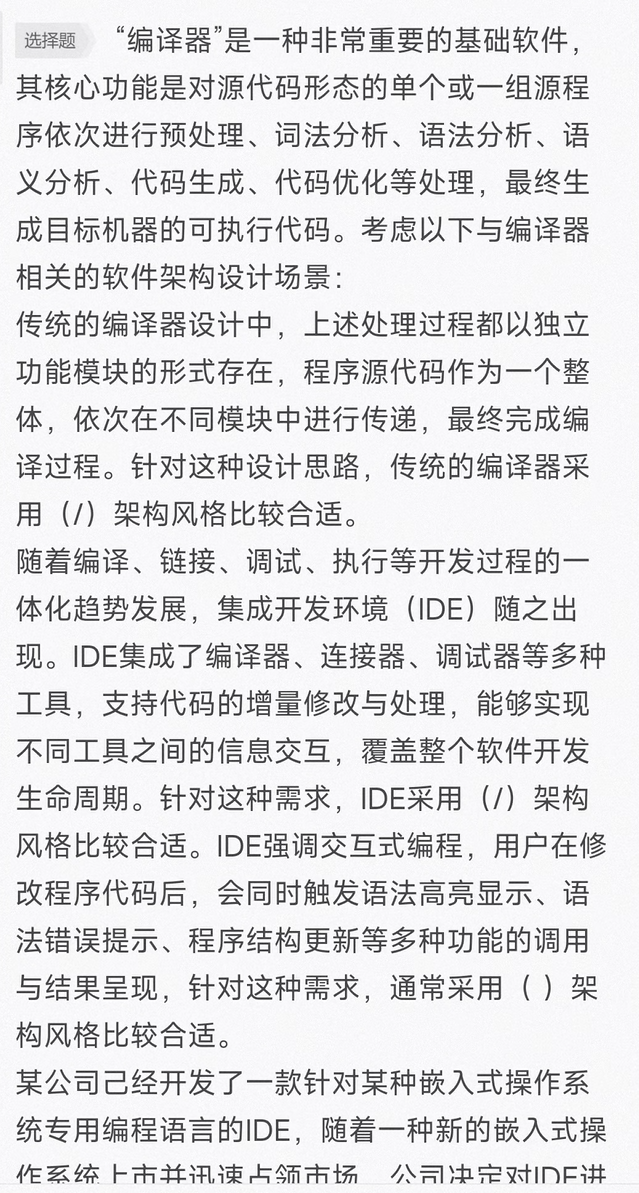 选择题 “编译器”是一种非常重要的基础软件，
其核心功能是对源代码形态的单个或一组源程
序依次进行预处理、词法分析、语法分析、语
义分析、代码生成、代码优化等处理，最终生
成目标机器的可执行代码。考虑以下与编译器
相关的软件架构设计场景：
传统的编译器设计中，上述处理过程都以独立
功能模块的形式存在，程序源代码作为一个整
体，依次在不同模块中进行传递，最终完成编
译过程。针对这种设计思路，传统的编译器采
用（/）架构风格比较合适。
随着编译、链接、调试、执行等开发过程的一
体化趋势发展，集成开发环境（IDE）随之出
现。IDE集成了编译器、连接器、调试器等多种
工具，支持代码的增量修改与处理，能够实现
不同工具之间的信息交互，覆盖整个软件开发
生命周期。针对这种需求，IDE采用（/）架构
风格比较合适。IDE强调交互式编程，用户在修
改程序代码后，会同时触发语法高亮显示、语
法错误提示、程序结构更新等多种功能的调用
与结果呈现，针对这种需求，通常采用（ ）架
构风格比较合适。
某公司己经开发了一款针对某种嵌入式操作系
统专用编程语言的IDE，随着一种新的嵌入式操
作系统上市并迅速占领市场，公司决定对IDE进